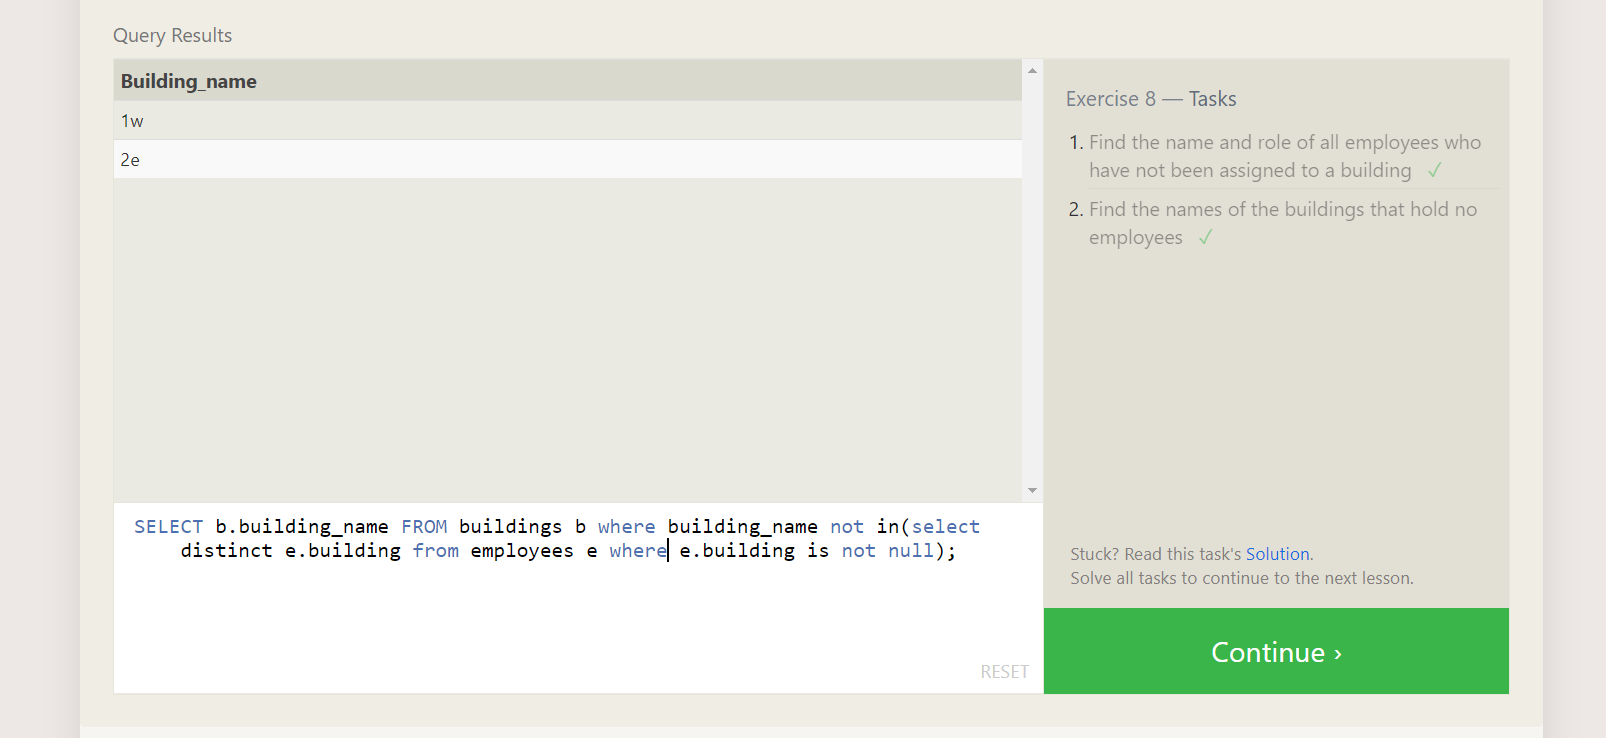 Query Results
Building_name
1w
2e
SELECT b.building_name FROM buildings b where building_name not in(select
distinct e.building from employees e where e.building is not null);
RESET
Exercise 8 — Tasks
1. Find the name and role of all employees who
have not been assigned to a building ✓
2. Find the names of the buildings that hold no
employees ✓
Stuck? Read this task's Solution.
Solve all tasks to continue to the next lesson.
Continue ›